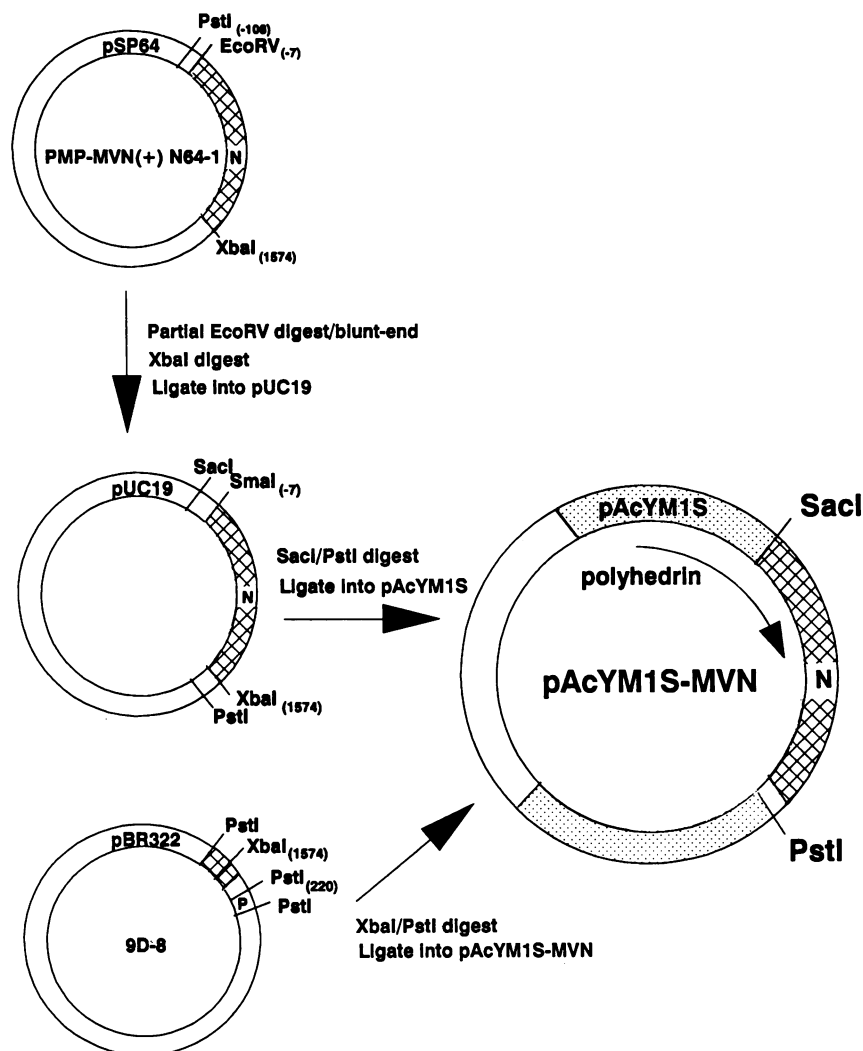 PstI (-106)
pSP64
EcoRV (-7)
PMP-MVN(+) N64-1
N
XbaI (1574)
Partial EcoRV digest/blunt-end
XbaI digest
Ligate into pUC19
SacI
pUC19
SmaI (-7)
N
XbaI (1574)
PstI
SacI/PstI digest
Ligate into pAcYM1S
pAcYM1S
SacI
polyhedrin
pAcYM1S-MVN
N
PstI
pBR322
PstI
XbaI (1574)
PstI (220)
P
PstI
9D-8
XbaI/PstI digest
Ligate into pAcYM1S-MVN